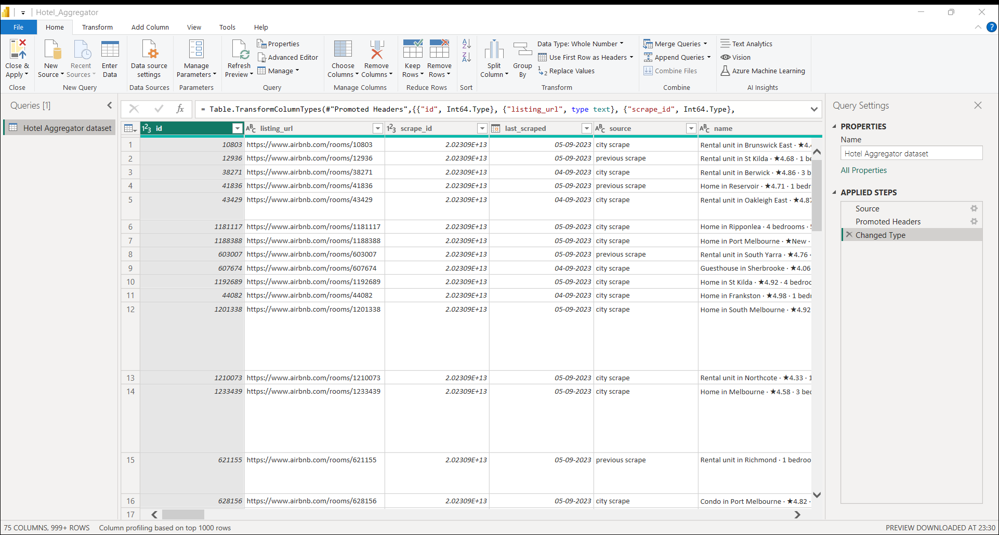 Hotel_Aggregator
File Home Transform Add Column View Tools Help
Close & Apply
New Source
Recent Sources
Enter Data
Data source settings
Manage Parameters
Refresh Preview
Properties
Advanced Editor
Manage
Choose Columns
Remove Columns
Keep Rows
Remove Rows
A Z
Z A
Split Column
Group By
Data Type: Whole Number
Use First Row as Headers
1 2 Replace Values
Merge Queries
Append Queries
Combine Files
Text Analytics
Vision
Azure Machine Learning
Close New Query Data Sources Parameters Query Manage Columns Reduce Rows Sort Transform Combine AI Insights
Queries [1]
Hotel Aggregator dataset
fx = Table.TransformColumnTypes(#"Promoted Headers",{{"id", Int64.Type}, {"listing_url", type text}, {"scrape_id", Int64.Type},
123 id ABC listing_url 123 scrape_id last_scraped ABC source ABC name
1 10803 https://www.airbnb.com/rooms/10803 2.02309E+13 05-09-2023 city scrape Rental unit in Brunswick East · ★4.4
2 12936 https://www.airbnb.com/rooms/12936 2.02309E+13 05-09-2023 previous scrape Rental unit in St Kilda · ★4.68 · 1 be
3 38271 https://www.airbnb.com/rooms/38271 2.02309E+13 04-09-2023 city scrape Rental unit in Berwick · ★4.86 · 3 b
4 41836 https://www.airbnb.com/rooms/41836 2.02309E+13 05-09-2023 previous scrape Home in Reservoir · ★4.71 · 1 bedr
5 43429 https://www.airbnb.com/rooms/43429 2.02309E+13 04-09-2023 city scrape Rental unit in Oakleigh East · ★4.87
6 1181117 https://www.airbnb.com/rooms/1181117 2.02309E+13 05-09-2023 city scrape Home in Ripponlea · 4 bedrooms ·
7 1188388 https://www.airbnb.com/rooms/1188388 2.02309E+13 05-09-2023 city scrape Home in Port Melbourne · ★New ·
8 603007 https://www.airbnb.com/rooms/603007 2.02309E+13 05-09-2023 previous scrape Rental unit in South Yarra · ★4.76 ·
9 607674 https://www.airbnb.com/rooms/607674 2.02309E+13 04-09-2023 city scrape Guesthouse in Sherbrooke · ★4.06
10 1192689 https://www.airbnb.com/rooms/1192689 2.02309E+13 05-09-2023 city scrape Home in St Kilda · ★4.92 · 4 bedroo
11 44082 https://www.airbnb.com/rooms/44082 2.02309E+13 04-09-2023 city scrape Home in Frankston · ★4.98 · 1 bedr
12 1201338 https://www.airbnb.com/rooms/1201338 2.02309E+13 05-09-2023 city scrape Home in South Melbourne · ★4.92
13 1210073 https://www.airbnb.com/rooms/1210073 2.02309E+13 05-09-2023 city scrape Rental unit in Northcote · ★4.33 · 1
14 1233439 https://www.airbnb.com/rooms/1233439 2.02309E+13 05-09-2023 city scrape Home in Melbourne · ★4.58 · 3 bed
15 621155 https://www.airbnb.com/rooms/621155 2.02309E+13 05-09-2023 previous scrape Rental unit in Richmond · 1 bedroo
16 628156 https://www.airbnb.com/rooms/628156 2.02309E+13 05-09-2023 city scrape Condo in Port Melbourne · ★4.82 ·
17
Query Settings
PROPERTIES
Name
Hotel Aggregator dataset
All Properties
APPLIED STEPS
Source
Promoted Headers
Changed Type
75 COLUMNS, 999+ ROWS Column profiling based on top 1000 rows PREVIEW DOWNLOADED AT 23:30